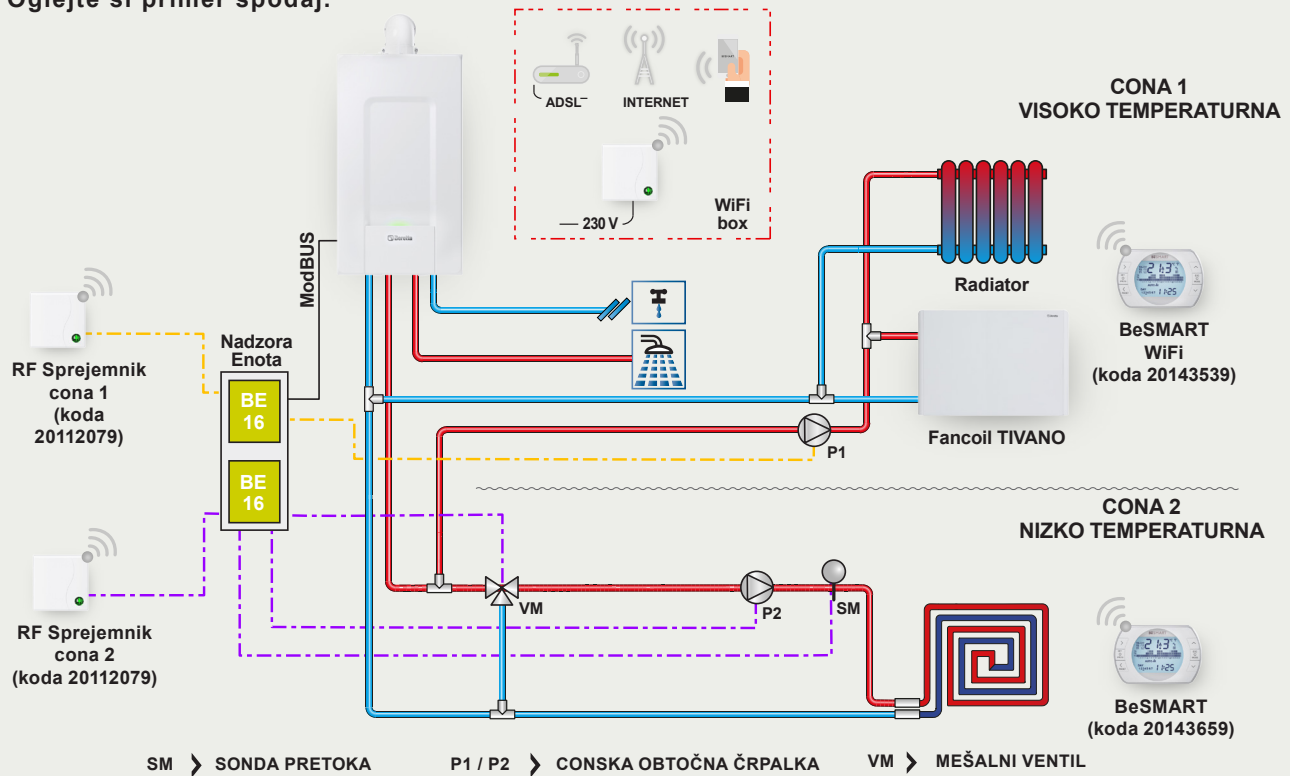 Oglejte si primer spodaj:
ADSL
INTERNET
230 V
WiFi
box
CONA 1
VISOKO TEMPERATURNA
ModBUS
Beretta
Radiator
BeSMART
WiFi
(koda 20143539)
RF Sprejemnik
cona 1
(koda
20112079)
Nadzora
Enota
BE
16
BE
16
P1
Fancoil TIVANO
CONA 2
NIZKO TEMPERATURNA
VM
P2
SM
RF Sprejemnik
cona 2
(koda 20112079)
BeSMART
(koda 20143659)
SM
SONDA PRETOKA
P1 / P2
CONSKA OBTOČNA ČRPALKA
VM
MEŠALNI VENTIL